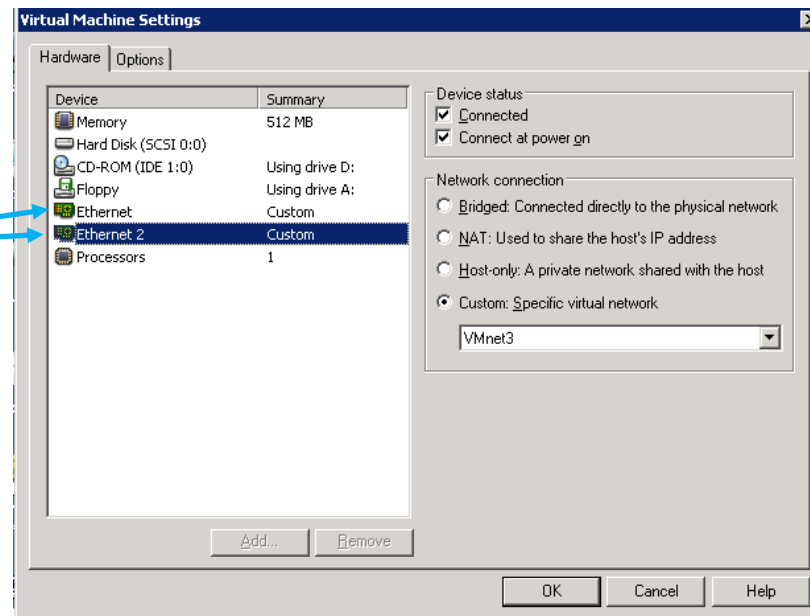 Virtual Machine Settings
Hardware
Options
Device Summary
Memory 512 MB
Hard Disk (SCSI 0:0)
CD-ROM (IDE 1:0) Using drive D:
Floppy Using drive A:
Ethernet Custom
Ethernet 2 Custom
Processors 1
Add... Remove
Device status
Connected
Connect at power on
Network connection
Bridged: Connected directly to the physical network
NAT: Used to share the host's IP address
Host-only: A private network shared with the host
Custom: Specific virtual network
VMnet3
OK Cancel Help